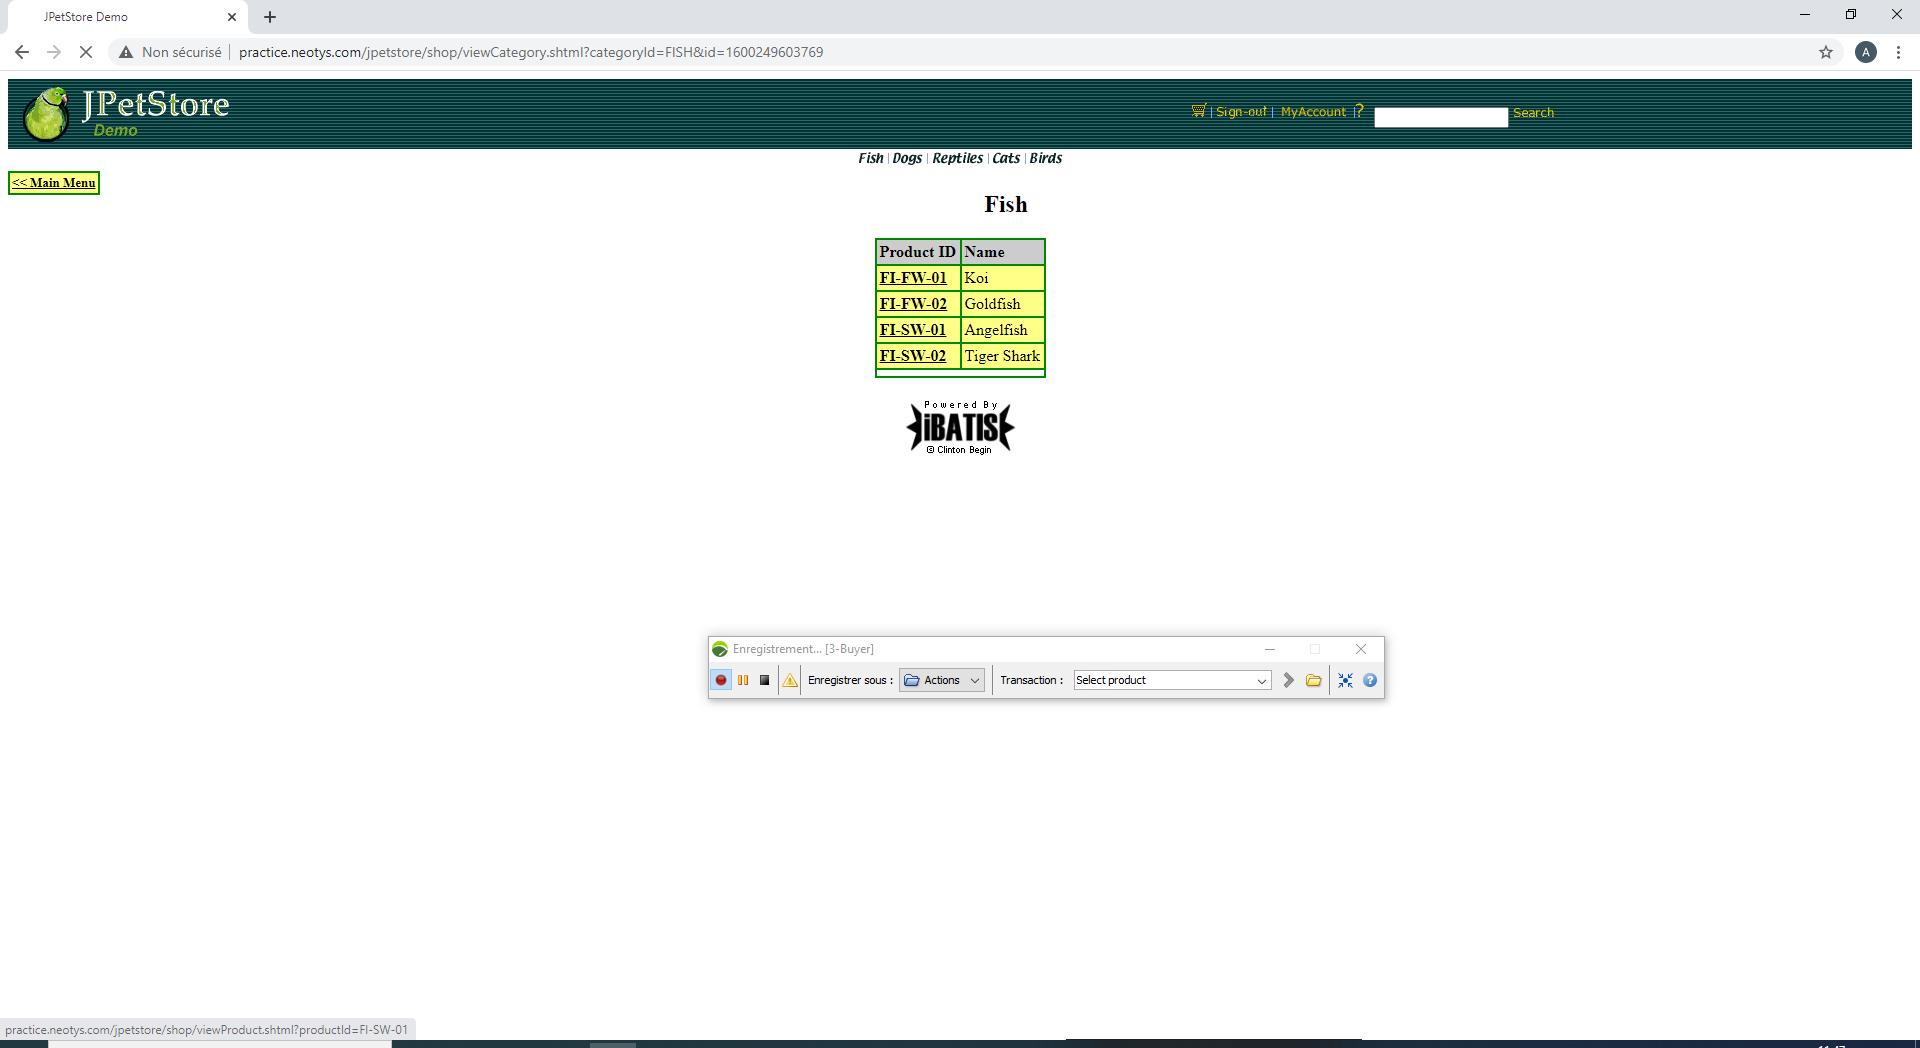 JPetStore Demo
Non sécurisé
practice.neotys.com/jpetstore/shop/viewCategory.shtml?categoryId=FISH&id=1600249603769
A
JPetStore
Demo
| Sign-out | MyAccount | ? Search
Fish | Dogs | Reptiles | Cats | Birds
<< Main Menu
Fish
Product ID Name
FI-FW-01 Koi
FI-FW-02 Goldfish
FI-SW-01 Angelfish
FI-SW-02 Tiger Shark
Powered By
iBATIS
© Clinton Begin
Enregistrement... [3-Buyer]
Enregistrer sous : Actions Transaction : Select product
practice.neotys.com/jpetstore/shop/viewProduct.shtml?productId=FI-SW-01